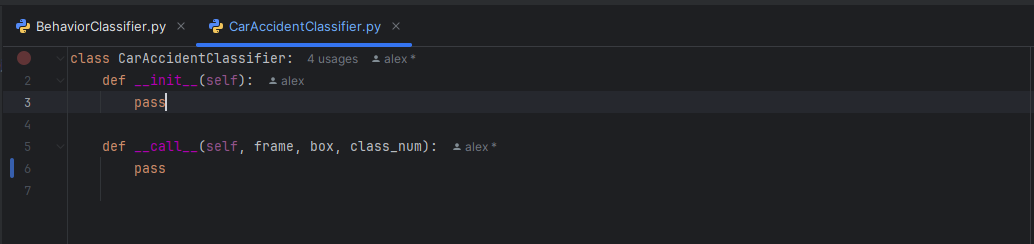 BehaviorClassifier.py × CarAccidentClassifier.py ×
class CarAccidentClassifier: 4 usages alex *
2 def __init__(self): alex
3 pass
4
5 def __call__(self, frame, box, class_num): alex *
6 pass
7